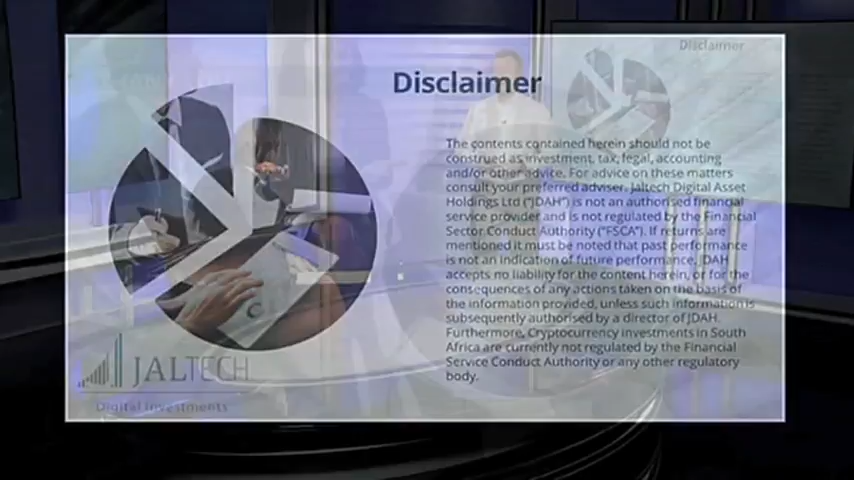 Disclaimer
Disclaimer
The contents contained herein should not be
construed as investment, tax, legal, accounting
and/or other advice. For advice on these matters
consult your preferred adviser. Jaltech Digital Asset
Holdings Ltd ("JDAH") is not an authorised financial
service provider and is not regulated by the Financial
Sector Conduct Authority ("FSCA"). If returns are
mentioned it must be noted that past performance
is not an indication of future performance. JDAH
accepts no liability for the content herein, or for the
consequences of any actions taken on the basis of
the information provided, unless such information is
subsequently authorised by a director of JDAH.
Furthermore, Cryptocurrency investments in South
Africa are currently not regulated by the Financial
Service Conduct Authority or any other regulatory
body.
JALTECH
Digital Investments